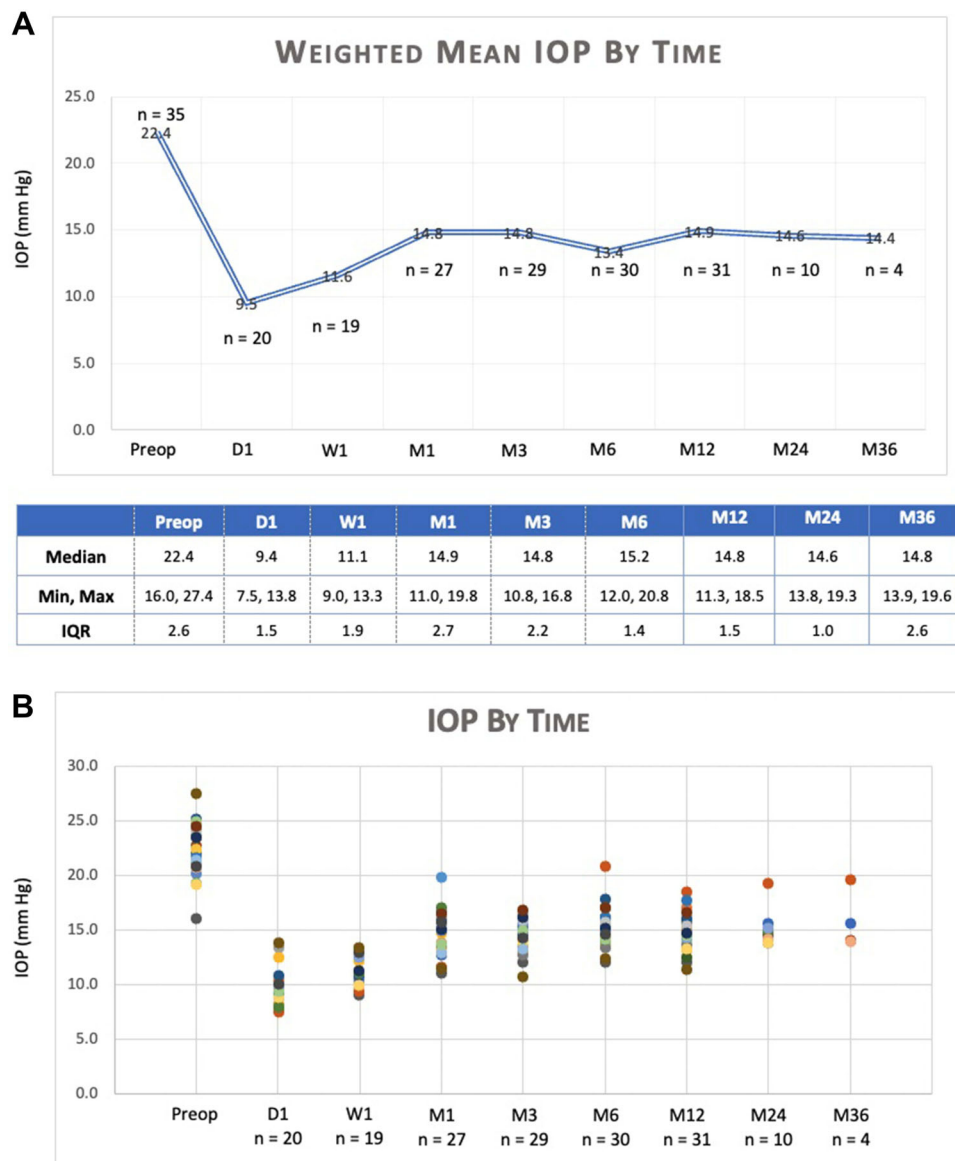 A
WEIGHTED MEAN IOP BY TIME
IOP (mm Hg)
25.0
20.0
15.0
10.0
5.0
0.0
n = 35
22.4
9.5
n = 20
11.6
n = 19
14.8
n = 27
14.8
n = 29
13.4
n = 30
14.9
n = 31
14.6
n = 10
14.4
n = 4
Preop D1 W1 M1 M3 M6 M12 M24 M36
Preop D1 W1 M1 M3 M6 M12 M24 M36
Median 22.4 9.4 11.1 14.9 14.8 15.2 14.8 14.6 14.8
Min, Max 16.0, 27.4 7.5, 13.8 9.0, 13.3 11.0, 19.8 10.8, 16.8 12.0, 20.8 11.3, 18.5 13.8, 19.3 13.9, 19.6
IQR 2.6 1.5 1.9 2.7 2.2 1.4 1.5 1.0 2.6
B
IOP BY TIME
IOP (mm Hg)
30.0
25.0
20.0
15.0
10.0
5.0
0.0
Preop D1 W1 M1 M3 M6 M12 M24 M36
n = 20 n = 19 n = 27 n = 29 n = 30 n = 31 n = 10 n = 4